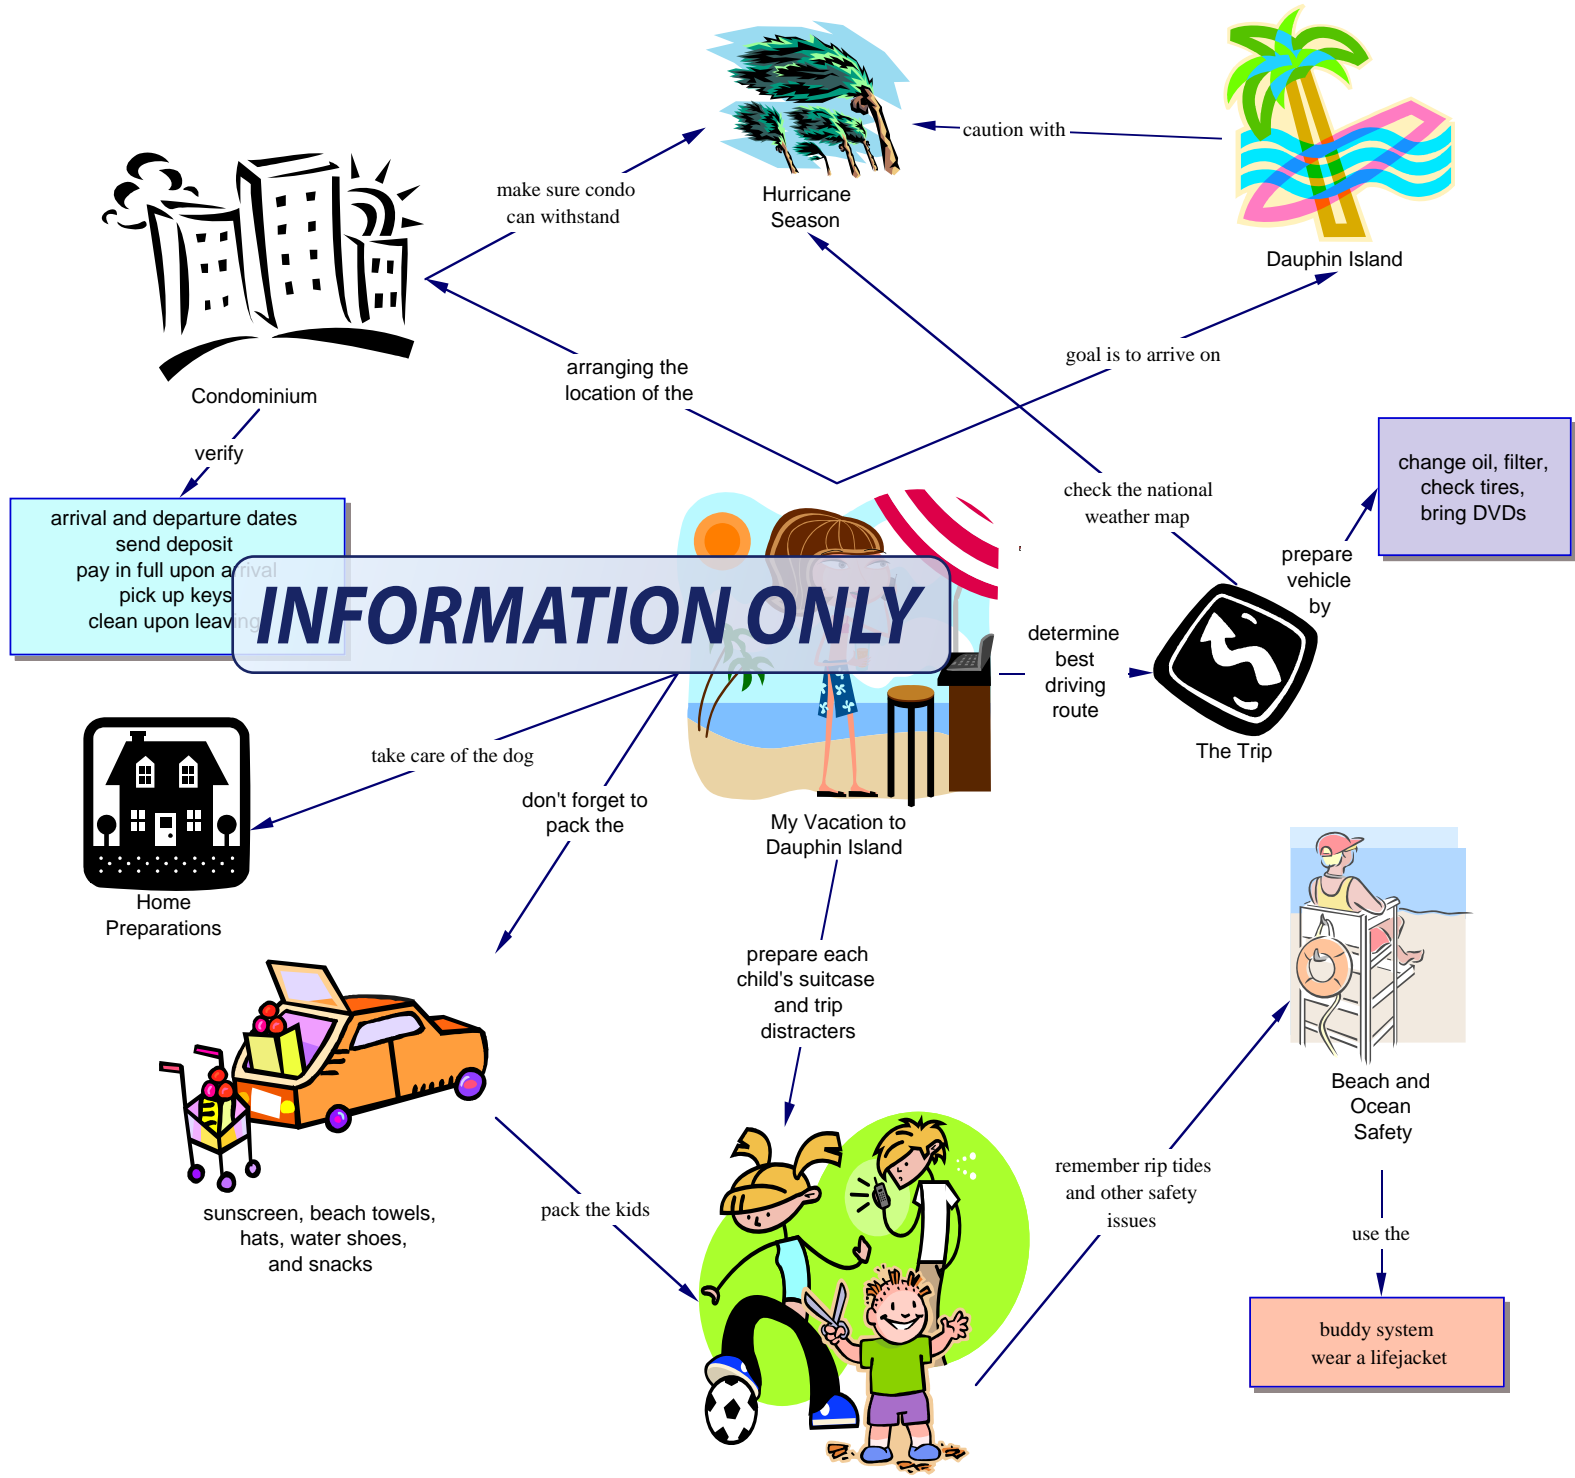 caution with
make sure condo
can withstand
Hurricane
Season
Dauphin Island
goal is to arrive on
arranging the
location of the
Condominium
verify
arrival and departure dates
send deposit
pay in full upon arrival
pick up keys
clean upon leaving
INFORMATION ONLY
check the national
weather map
change oil, filter,
check tires,
bring DVDs
prepare
vehicle
by
determine
best
driving
route
The Trip
take care of the dog
don't forget to
pack the
My Vacation to
Dauphin Island
Home
Preparations
prepare each
child's suitcase
and trip
distracters
Beach and
Ocean
Safety
sunscreen, beach towels,
hats, water shoes,
and snacks
pack the kids
remember rip tides
and other safety
issues
use the
buddy system
wear a lifejacket